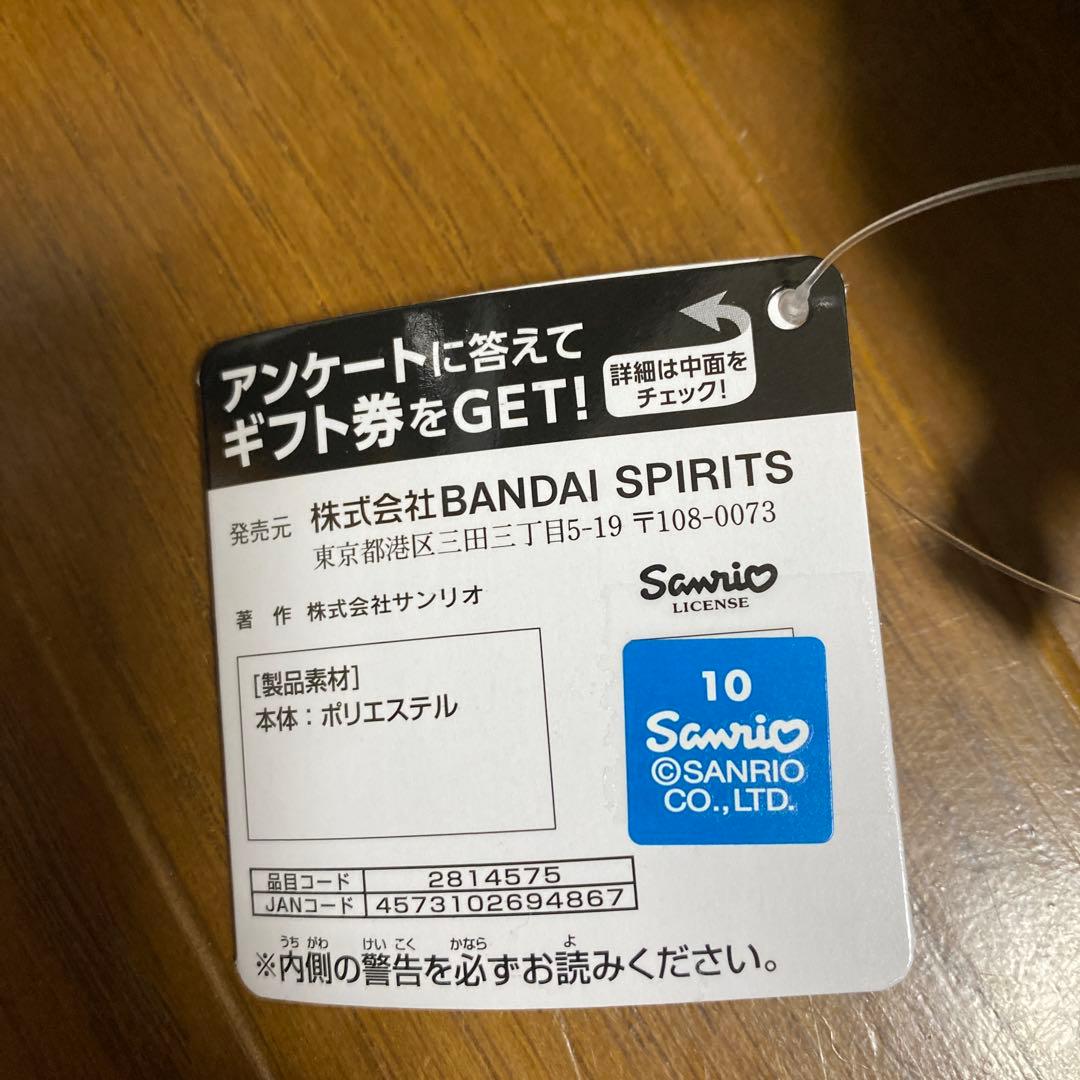 アンケートに答えて
ギフト券をGET!
詳細は中面を
チェック!
発売元 株式会社BANDAI SPIRITS
東京都港区三田三丁目5-19 〒108-0073
著 作 株式会社サンリオ
Sanrio
LICENSE
[製品素材]
本体:ポリエステル
10
Sanrio
©SANRIO
CO.,LTD.
品目コード 2814575
JANコード 4573102694867
うち がわ けい こく かなら よ
※内側の警告を必ずお読みください。